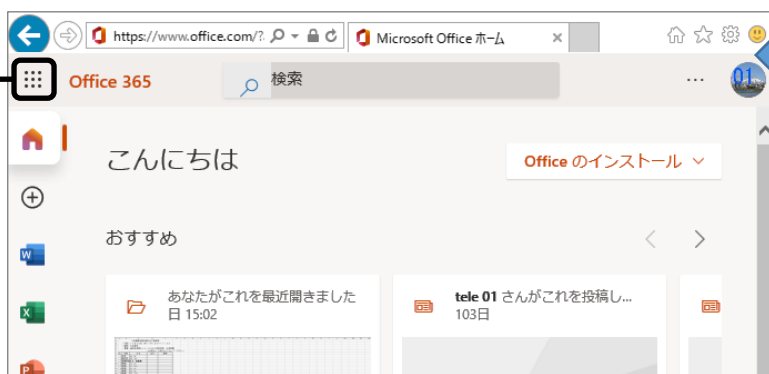 https://www.office.com/?
Microsoft Office ホーム
Office 365
検索
01
こんにちは
Office のインストール
おすすめ
あなたがこれを最近開きました
日 15:02
tele 01 さんがこれを投稿し...
103日